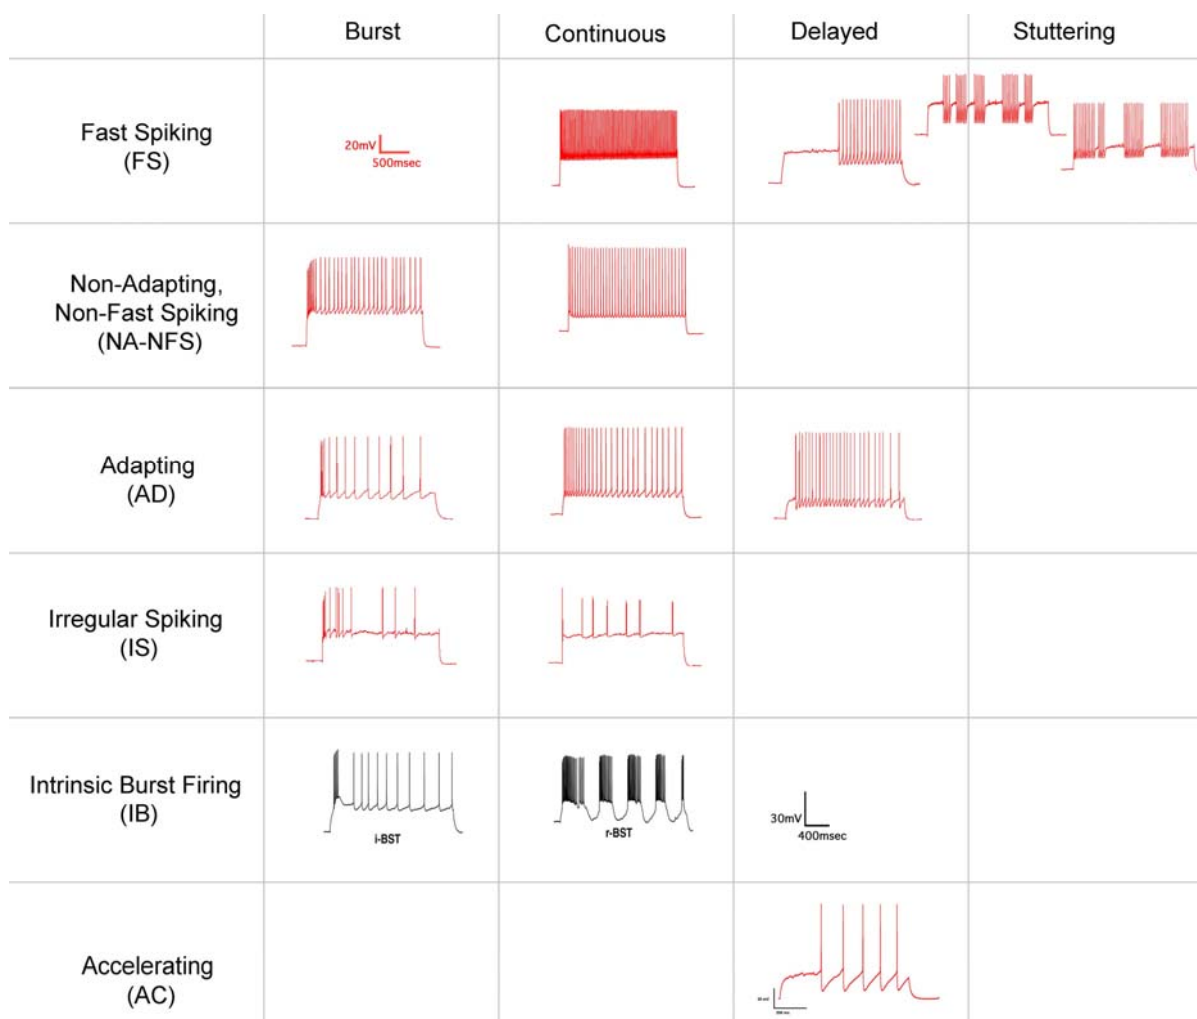 Burst Continuous Delayed Stuttering
Fast Spiking
(FS)
20mV
500msec
Non-Adapting,
Non-Fast Spiking
(NA-NFS)
Adapting
(AD)
Irregular Spiking
(IS)
Intrinsic Burst Firing
(IB)
i-BST
r-BST
30mV
400msec
Accelerating
(AC)